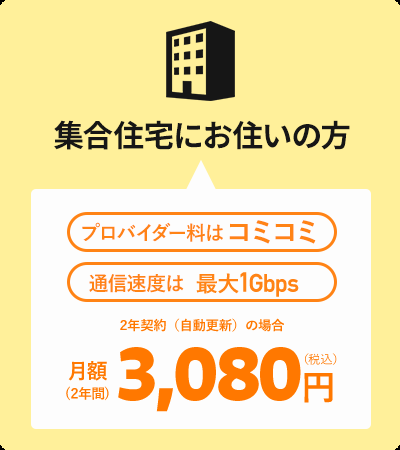 集合住宅にお住いの方
プロバイダー料はコミコミ
通信速度は 最大1Gbps
2年契約（自動更新）の場合
月額
（2年間）
3,080円
（税込）